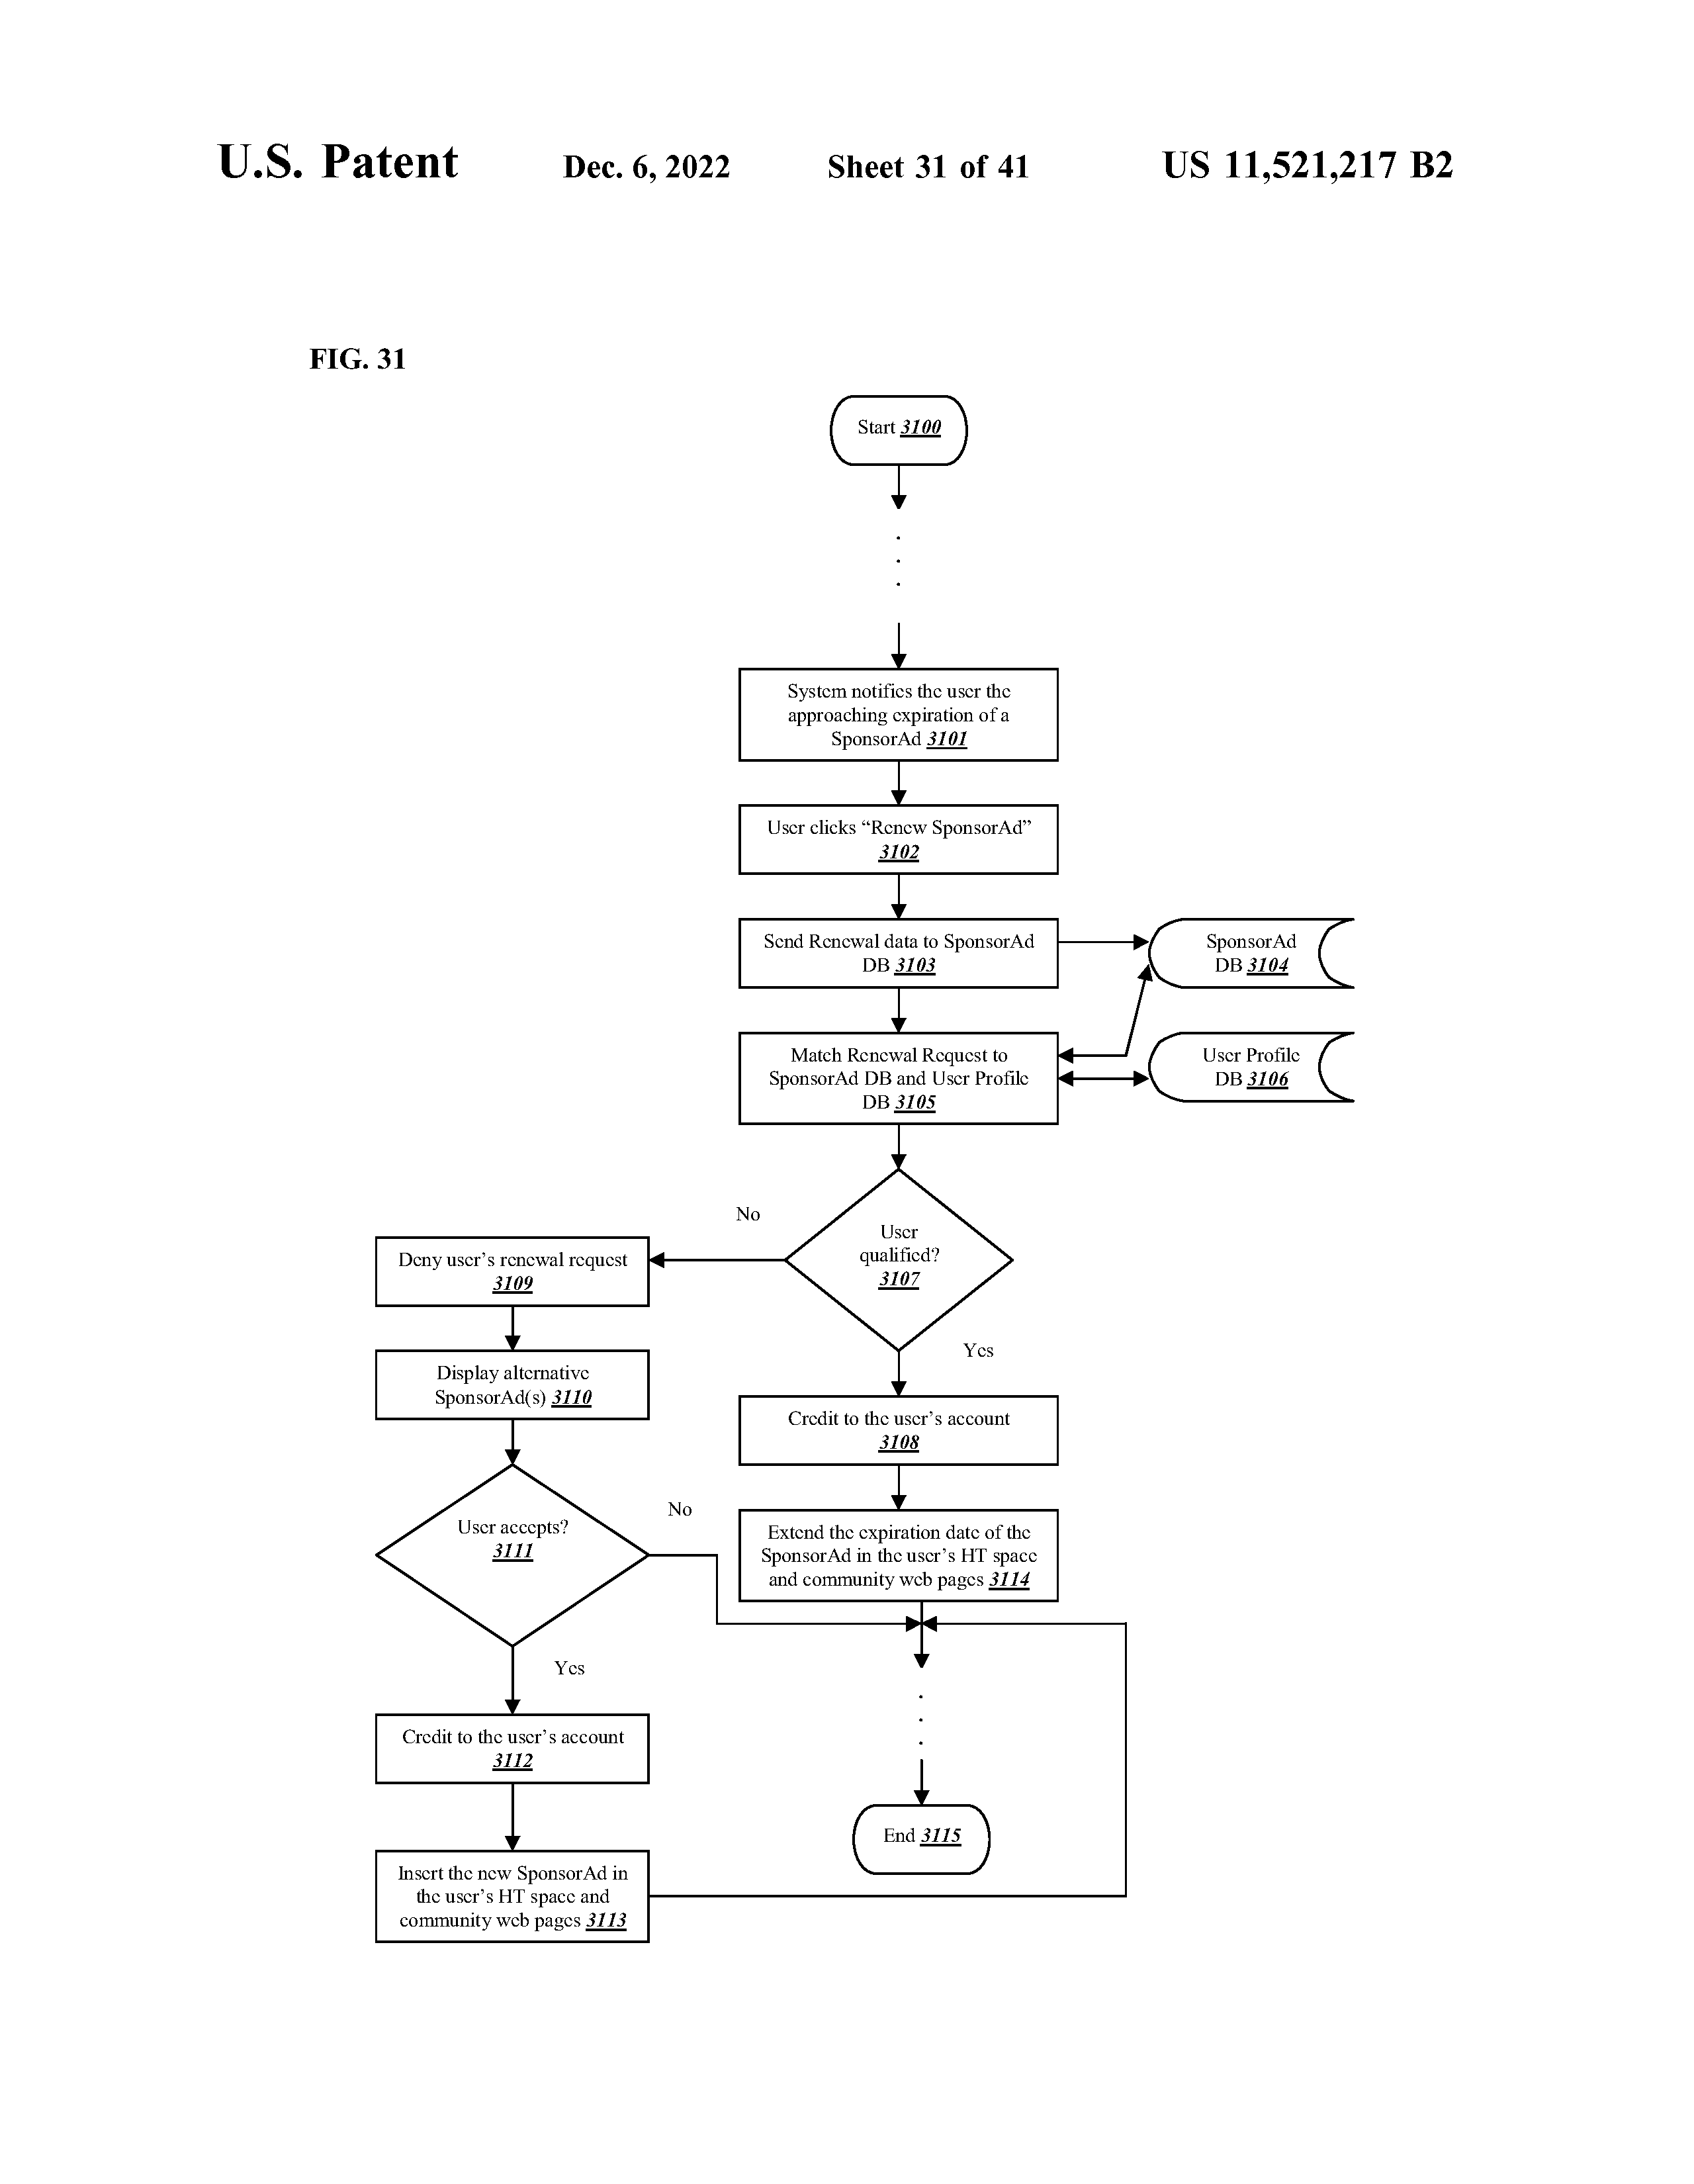 U.S. Patent Dec. 6, 2022 Sheet 31 of 41 US 11,521,217 B2
FIG. 31
Start 3100
System notifies the user the
approaching expiration of a
SponsorAd 3101
User clicks “Renew SponsorAd”
3102
Send Renewal data to SponsorAd
DB 3103
SponsorAd
DB 3104
Match Renewal Request to
SponsorAd DB and User Profile
DB 3105
User Profile
DB 3106
User
qualified?
3107
No
Yes
Deny user’s renewal request
3109
Display alternative
SponsorAd(s) 3110
Credit to the user’s account
3108
User accepts?
3111
No
Yes
Extend the expiration date of the
SponsorAd in the user’s HT space
and community web pages 3114
Credit to the user’s account
3112
Insert the new SponsorAd in
the user’s HT space and
community web pages 3113
End 3115